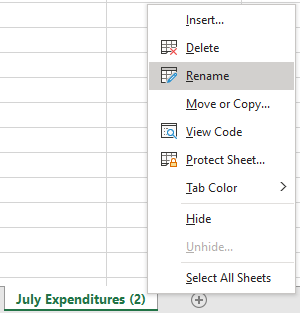 Insert...
Delete
Rename
Move or Copy...
View Code
Protect Sheet...
Tab Color
Hide
Unhide...
Select All Sheets
July Expenditures (2)